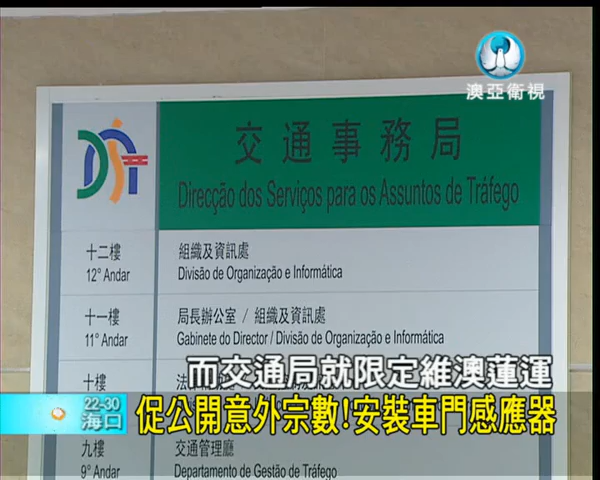 澳亞衛視
DSAT
交通事務局
Direcção dos Serviços para os Assuntos de Tráfego
十二樓 組織及資訊處
12° Andar Divisão de Organização e Informática
十一樓 局長辦公室 / 組織及資訊處
11° Andar Gabinete do Director / Divisão de Organização e Informática
十樓
而交通局就限定維澳蓮運
22-30
海口
促公開意外宗數!安裝車門感應器
九樓 交通管理廳
9° Andar Departamento de Gestão de Tráfego